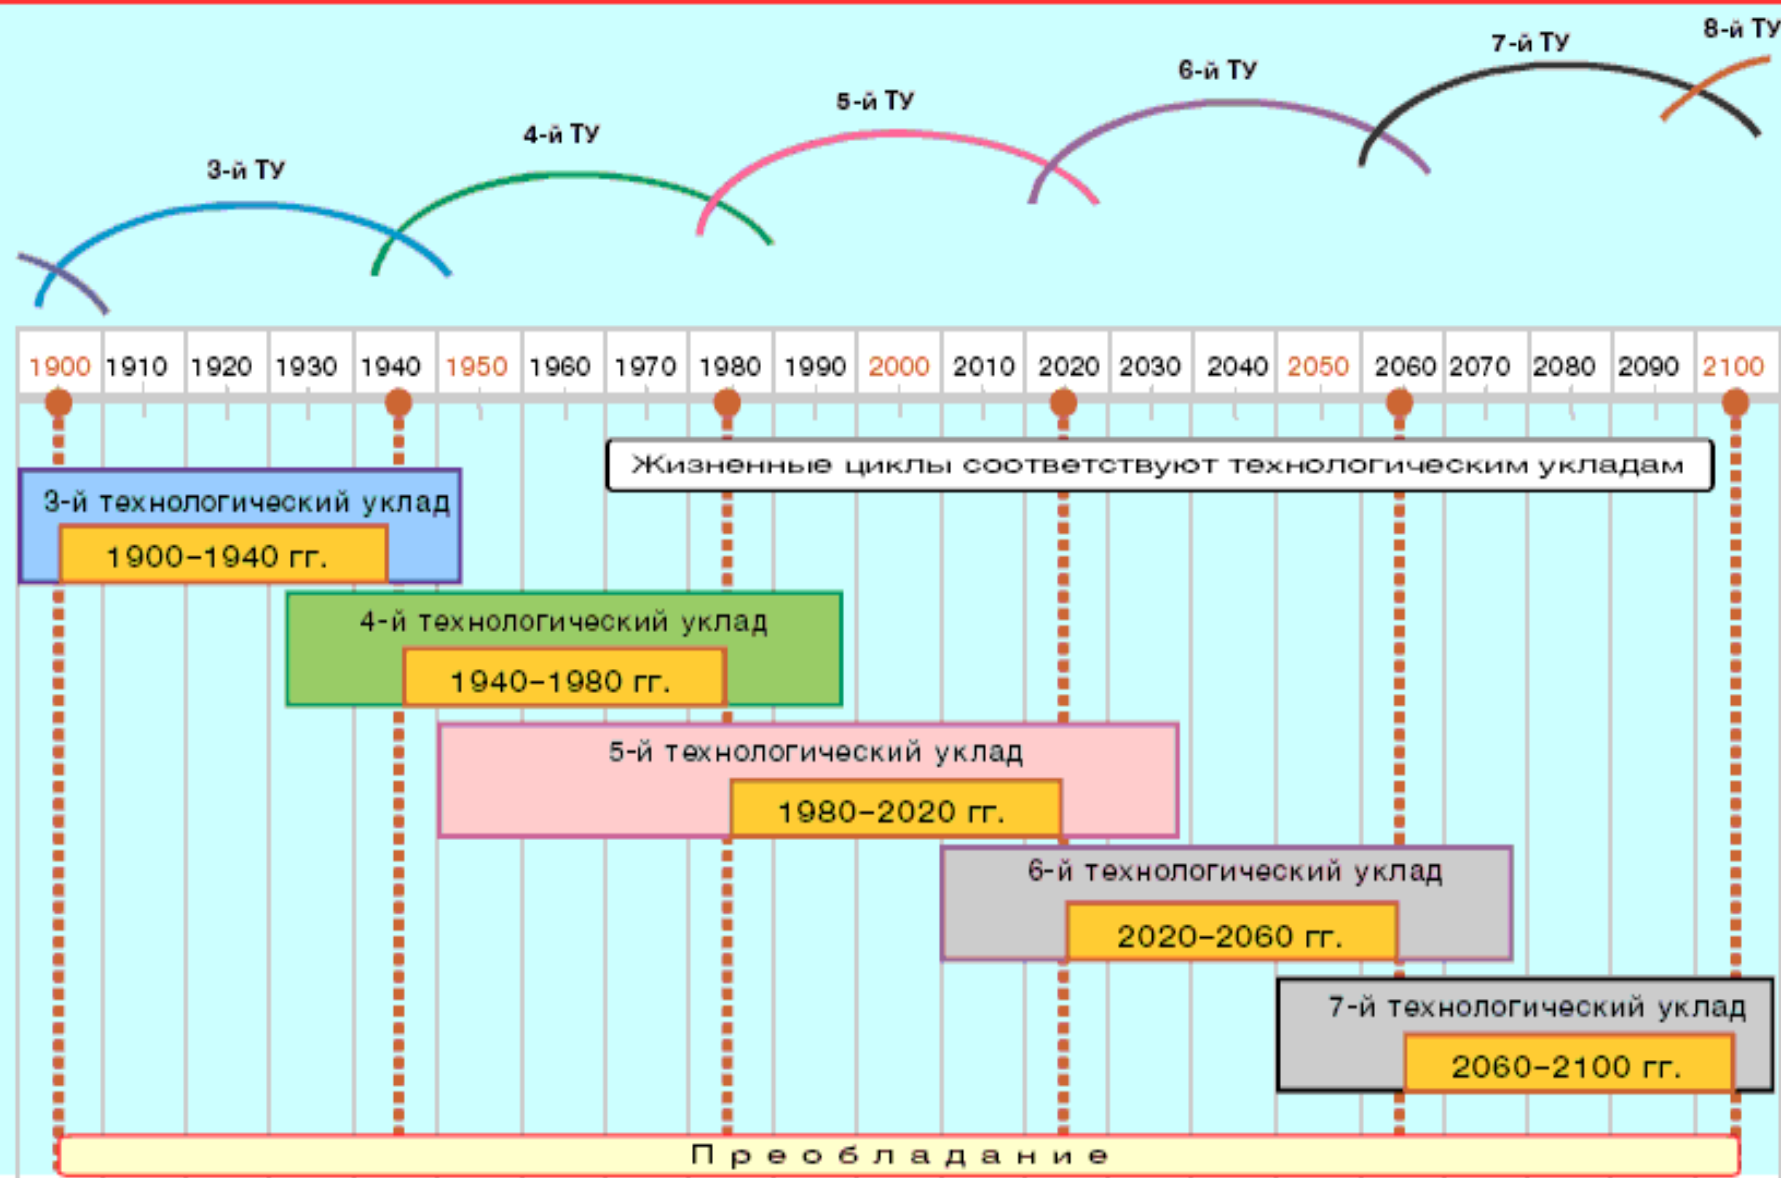 8-й ТУ
7-й ТУ
6-й ТУ
5-й ТУ
4-й ТУ
3-й ТУ
1900 1910 1920 1930 1940 1950 1960 1970 1980 1990 2000 2010 2020 2030 2040 2050 2060 2070 2080 2090 2100
Жизненные циклы соответствуют технологическим укладам
3-й технологический уклад
1900–1940 гг.
4-й технологический уклад
1940–1980 гг.
5-й технологический уклад
1980–2020 гг.
6-й технологический уклад
2020–2060 гг.
7-й технологический уклад
2060–2100 гг.
Преобладание